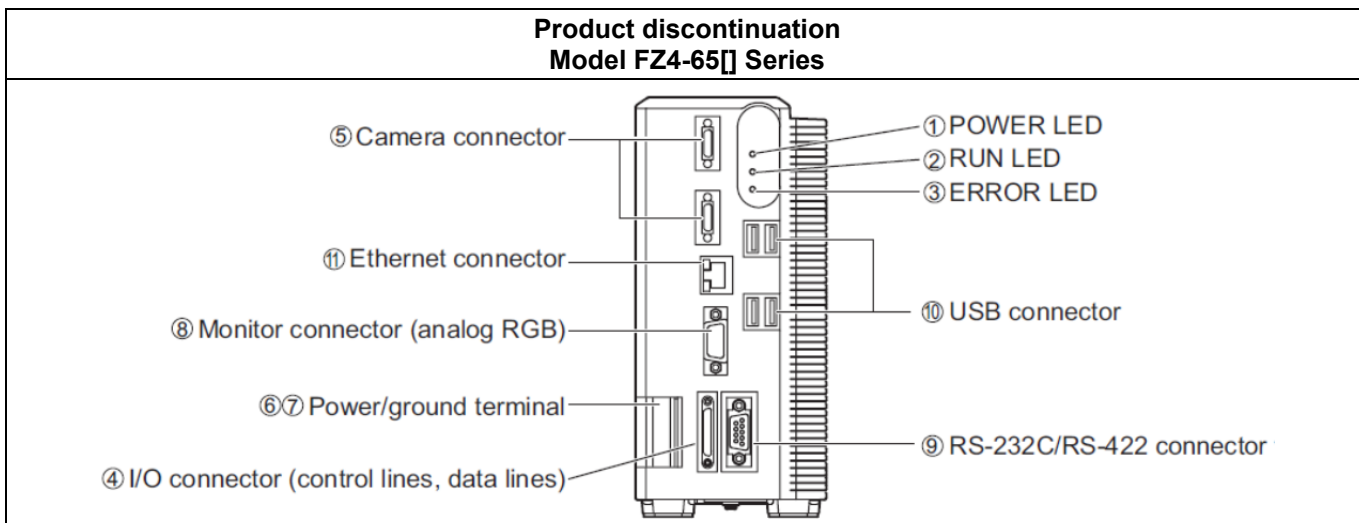 Product discontinuation
Model FZ4-65[] Series
⑤Camera connector
⑪Ethernet connector
⑧Monitor connector (analog RGB)
⑥⑦Power/ground terminal
④I/O connector (control lines, data lines)
①POWER LED
②RUN LED
③ERROR LED
⑩USB connector
⑨RS-232C/RS-422 connector